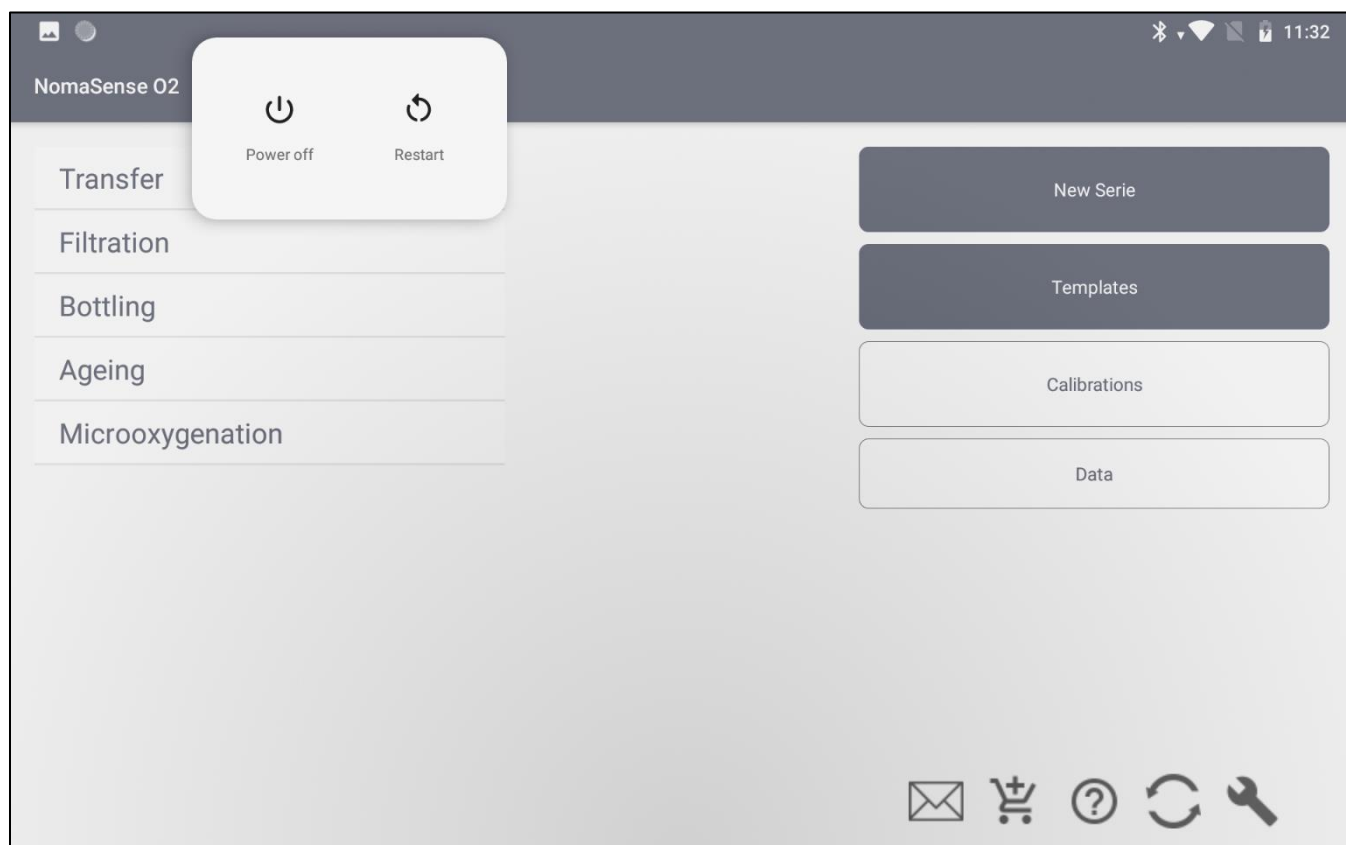 11:32
NomaSense O2
Power off
Restart
Transfer
Filtration
Bottling
Ageing
Microoxygenation
New Serie
Templates
Calibrations
Data